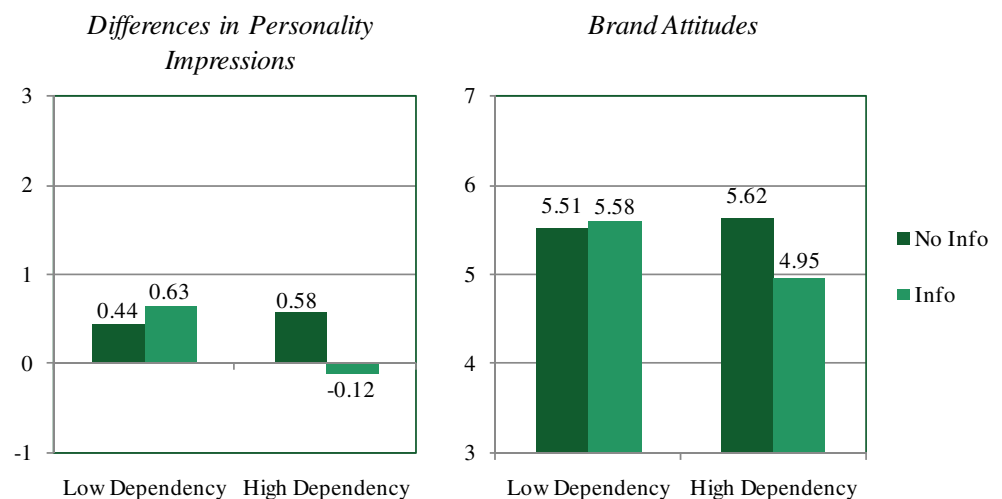 Differences in Personality
Impressions
3
2
1
0
-1
0.44
0.63
0.58
-0.12
Low Dependency
High Dependency
Brand Attitudes
7
6
5
4
3
5.51
5.58
5.62
4.95
Low Dependency
High Dependency
No Info
Info